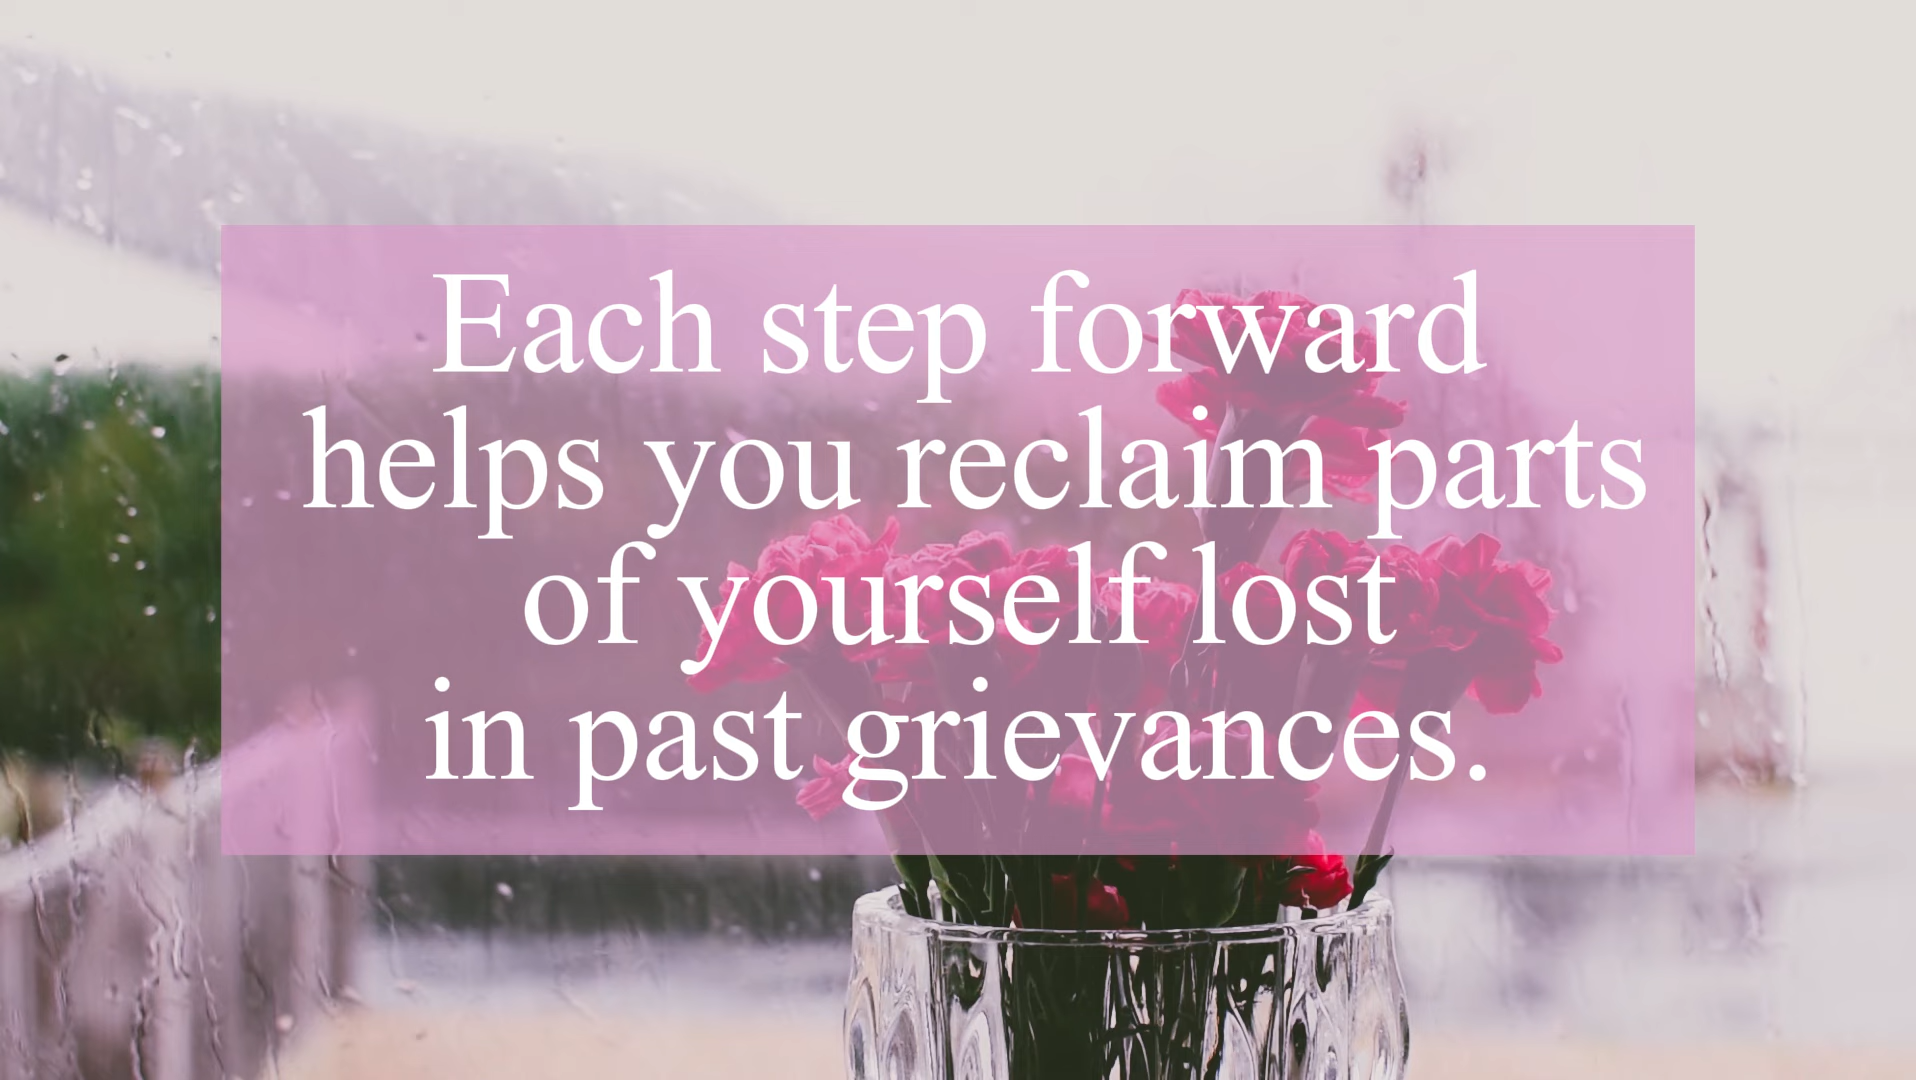 Each step forward
helps you reclaim parts
of yourself lost
in past grievances.